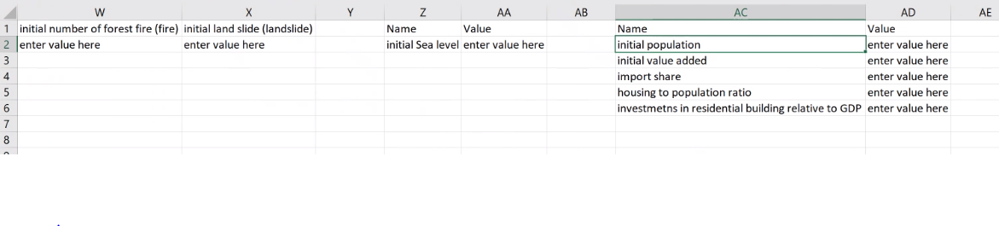 W X Y Z AA AB AC AD AE
1 initial number of forest fire (fire) initial land slide (landslide) Name Value Name Value
2 enter value here enter value here initial Sea level enter value here initial population enter value here
3 initial value added enter value here
4 import share enter value here
5 housing to population ratio enter value here
6 investmetns in residential building relative to GDP enter value here
7
8